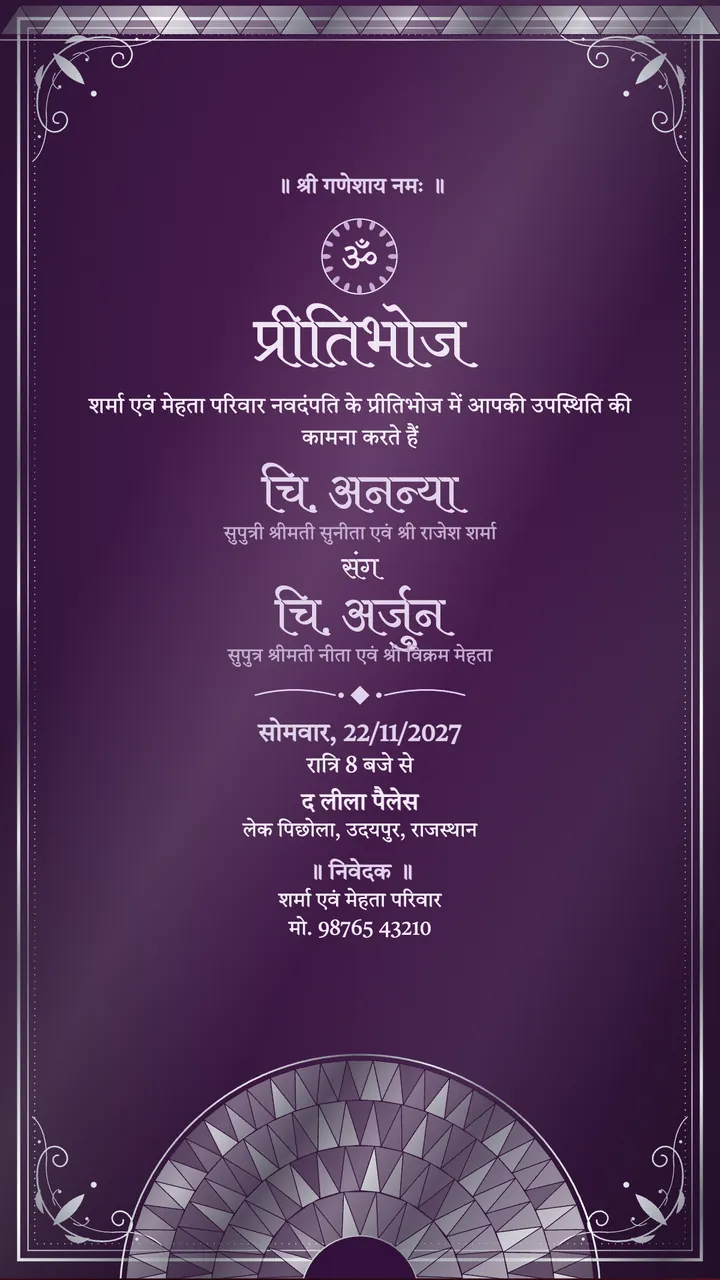 ॥ श्री गणेशाय नमः ॥
ॐ
प्रीतिभोज
शर्मा एवं मेहता परिवार नवदंपति के प्रीतिभोज में आपकी उपस्थिति की
कामना करते हैं
चि. अनन्या
सुपुत्री श्रीमती सुनीता एवं श्री राजेश शर्मा
संग
चि. अर्जुन
सुपुत्र श्रीमती नीता एवं श्री विक्रम मेहता
सोमवार, 22/11/2027
रात्रि 8 बजे से
द लीला पैलेस
लेक पिछोला, उदयपुर, राजस्थान
॥ निवेदक ॥
शर्मा एवं मेहता परिवार
मो. 98765 43210